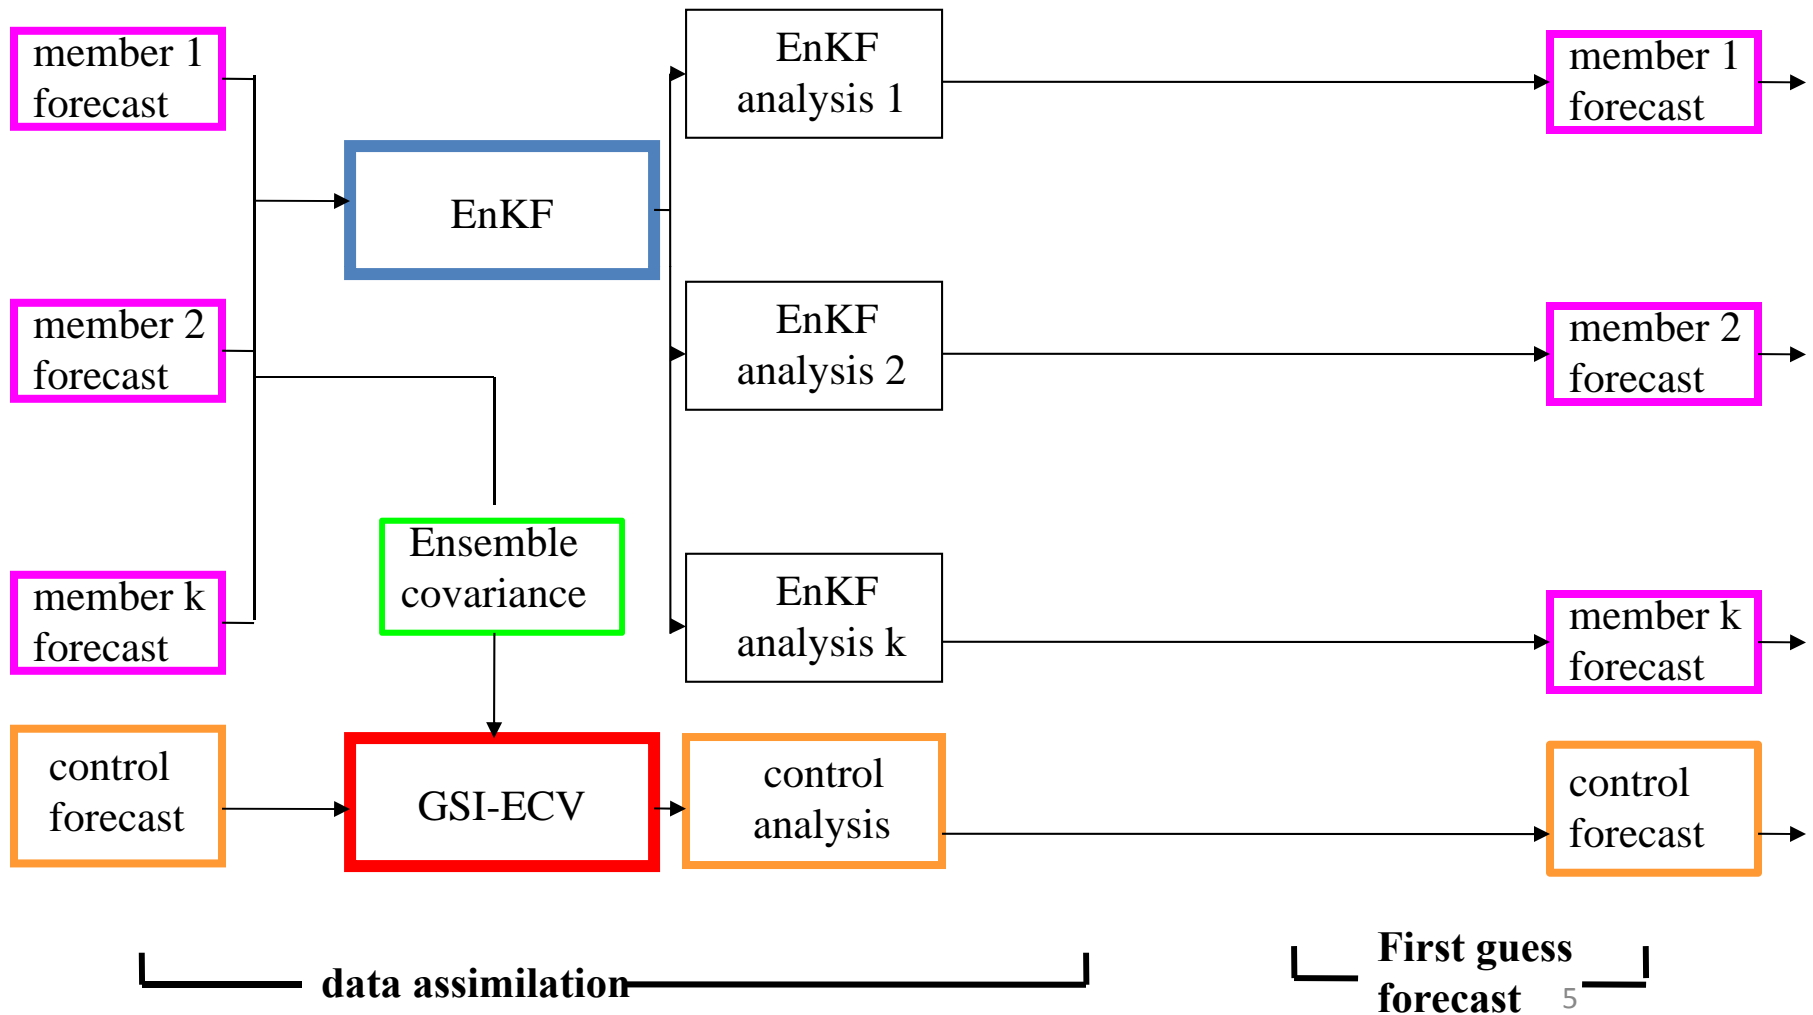 member 1
forecast
EnKF
analysis 1
member 1
forecast
EnKF
member 2
forecast
EnKF
analysis 2
member 2
forecast
Ensemble
covariance
member k
forecast
EnKF
analysis k
member k
forecast
control
forecast
GSI-ECV
control
analysis
control
forecast
data assimilation
First guess
forecast
5